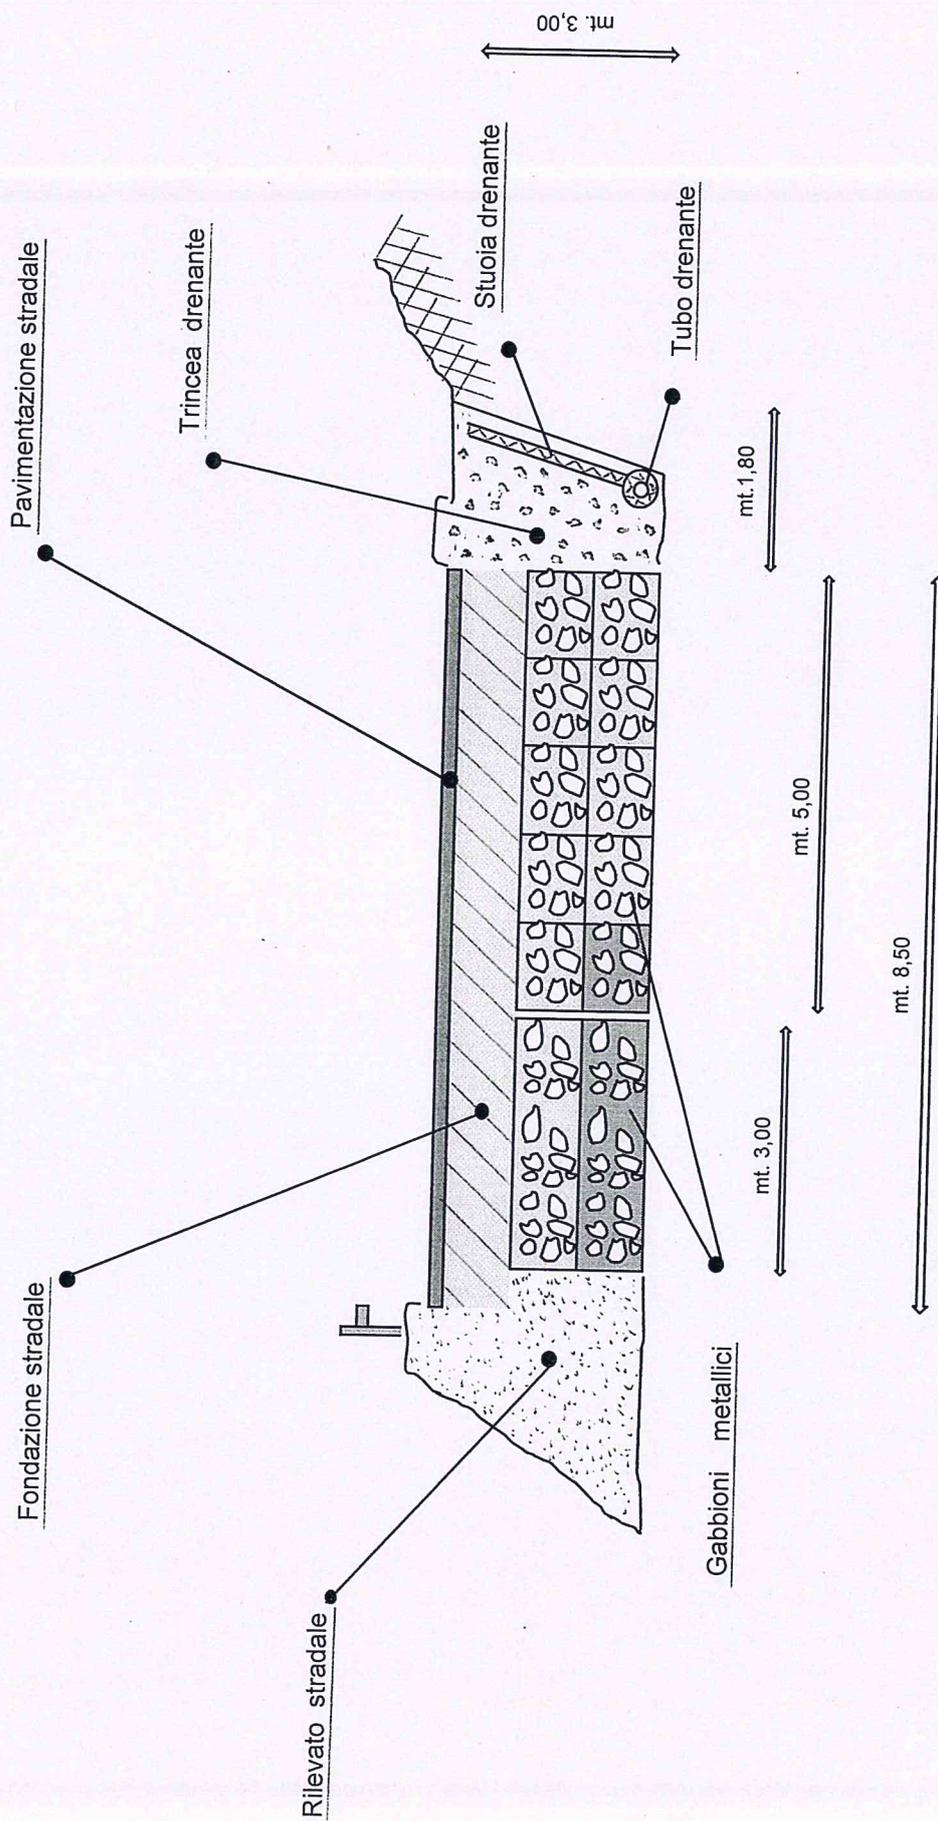 Pavimentazione stradale
Fondazione stradale
Trincea drenante
Rilevato stradale
Stuoia drenante
Tubo drenante
Gabbioni metallici
mt. 3,00
mt.1,80
mt. 5,00
mt. 3,00
mt. 8,50